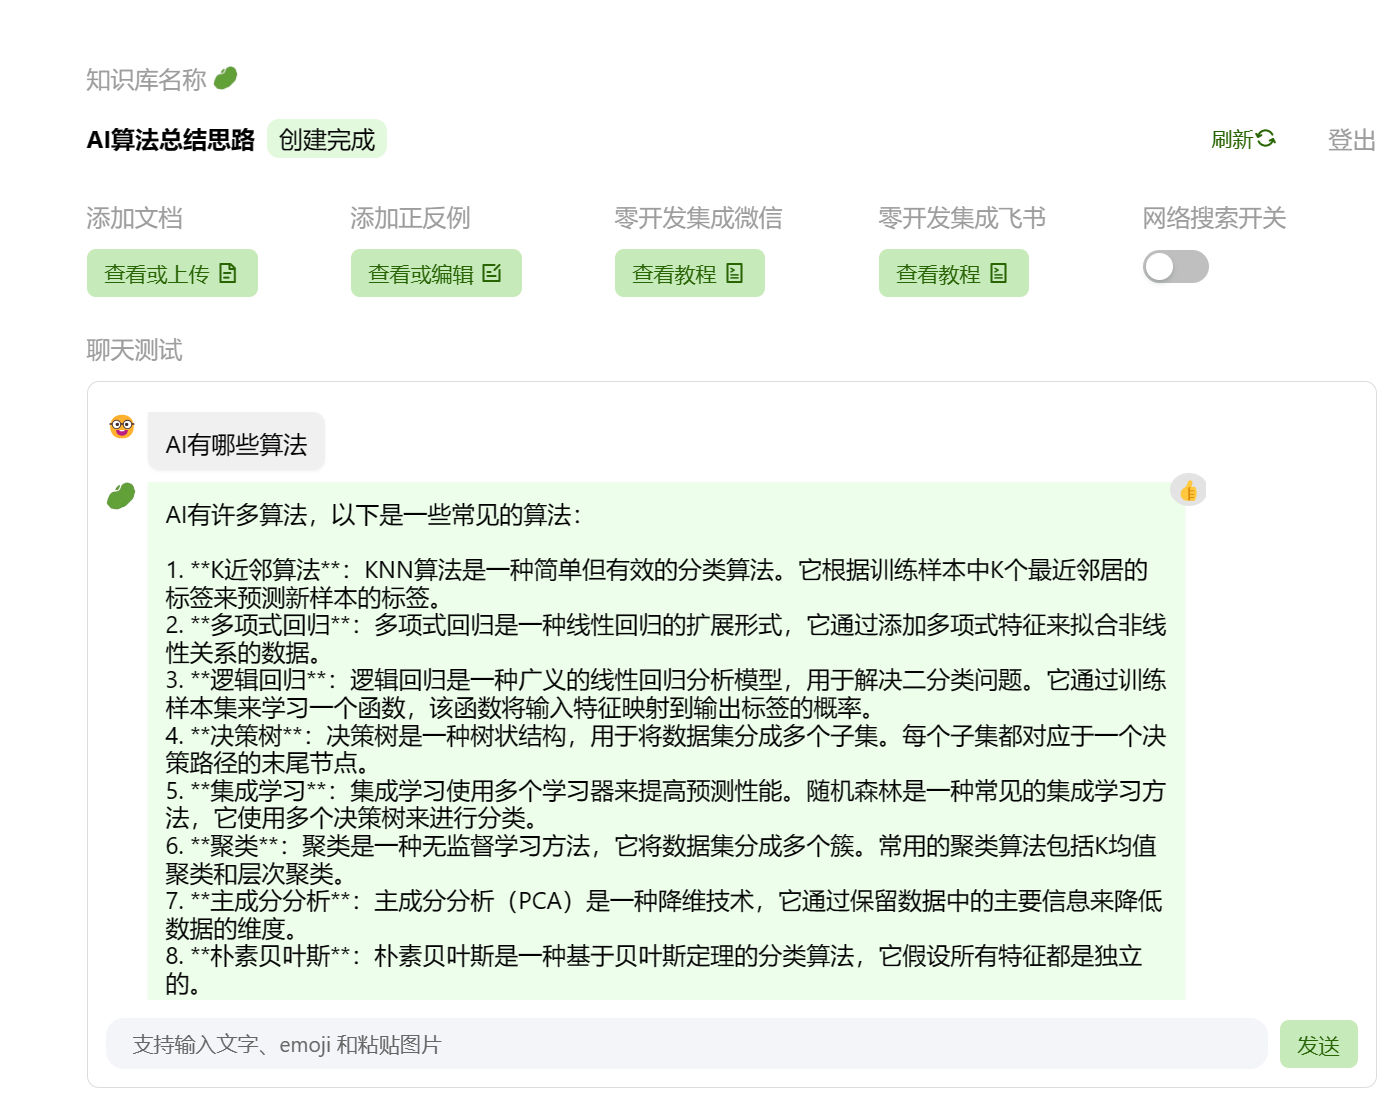 知识库名称
AI算法总结思路 创建完成 刷新 登出
添加文档 添加正反例 零开发集成微信 零开发集成飞书 网络搜索开关
查看或上传 查看或编辑 查看教程 查看教程
聊天测试
AI有哪些算法
AI有许多算法，以下是一些常见的算法：
1. **K近邻算法**：KNN算法是一种简单但有效的分类算法。它根据训练样本中K个最近邻居的
标签来预测新样本的标签。
2. **多项式回归**：多项式回归是一种线性回归的扩展形式，它通过添加多项式特征来拟合非线
性关系的数据。
3. **逻辑回归**：逻辑回归是一种广义的线性回归分析模型，用于解决二分类问题。它通过训练
样本集来学习一个函数，该函数将输入特征映射到输出标签的概率。
4. **决策树**：决策树是一种树状结构，用于将数据集分成多个子集。每个子集都对应于一个决
策路径的末尾节点。
5. **集成学习**：集成学习使用多个学习器来提高预测性能。随机森林是一种常见的集成学习方
法，它使用多个决策树来进行分类。
6. **聚类**：聚类是一种无监督学习方法，它将数据集分成多个簇。常用的聚类算法包括K均值
聚类和层次聚类。
7. **主成分分析**：主成分分析（PCA）是一种降维技术，它通过保留数据中的主要信息来降低
数据的维度。
8. **朴素贝叶斯**：朴素贝叶斯是一种基于贝叶斯定理的分类算法，它假设所有特征都是独立
的。
支持输入文字、emoji 和粘贴图片 发送